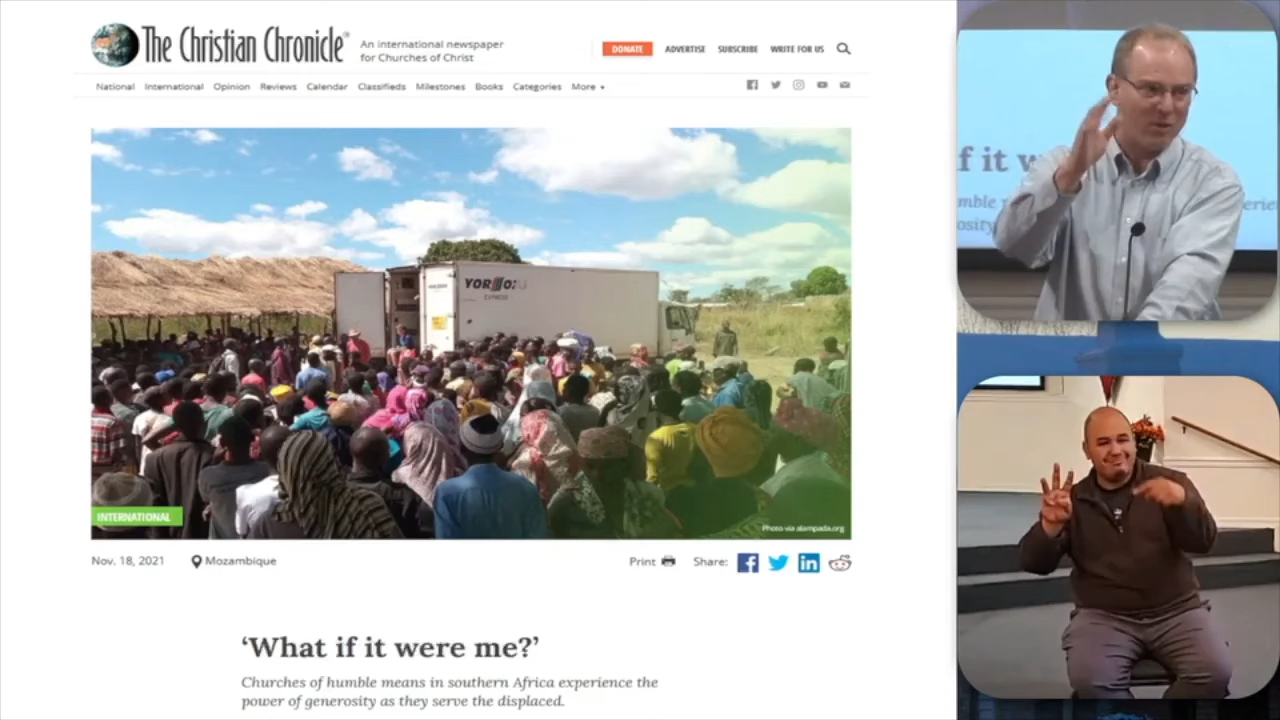 The Christian Chronicle®
An international newspaper
for Churches of Christ
DONATE
ADVERTISE
SUBSCRIBE
WRITE FOR US
National
International
Opinion
Reviews
Calendar
Classifieds
Milestones
Books
Categories
More
EXPRESS
INTERNATIONAL
Photo via alampada.org
Nov. 18, 2021
Mozambique
Print
Share:
‘What if it were me?’
Churches of humble means in southern Africa experience the
power of generosity as they serve the displaced.
f it w